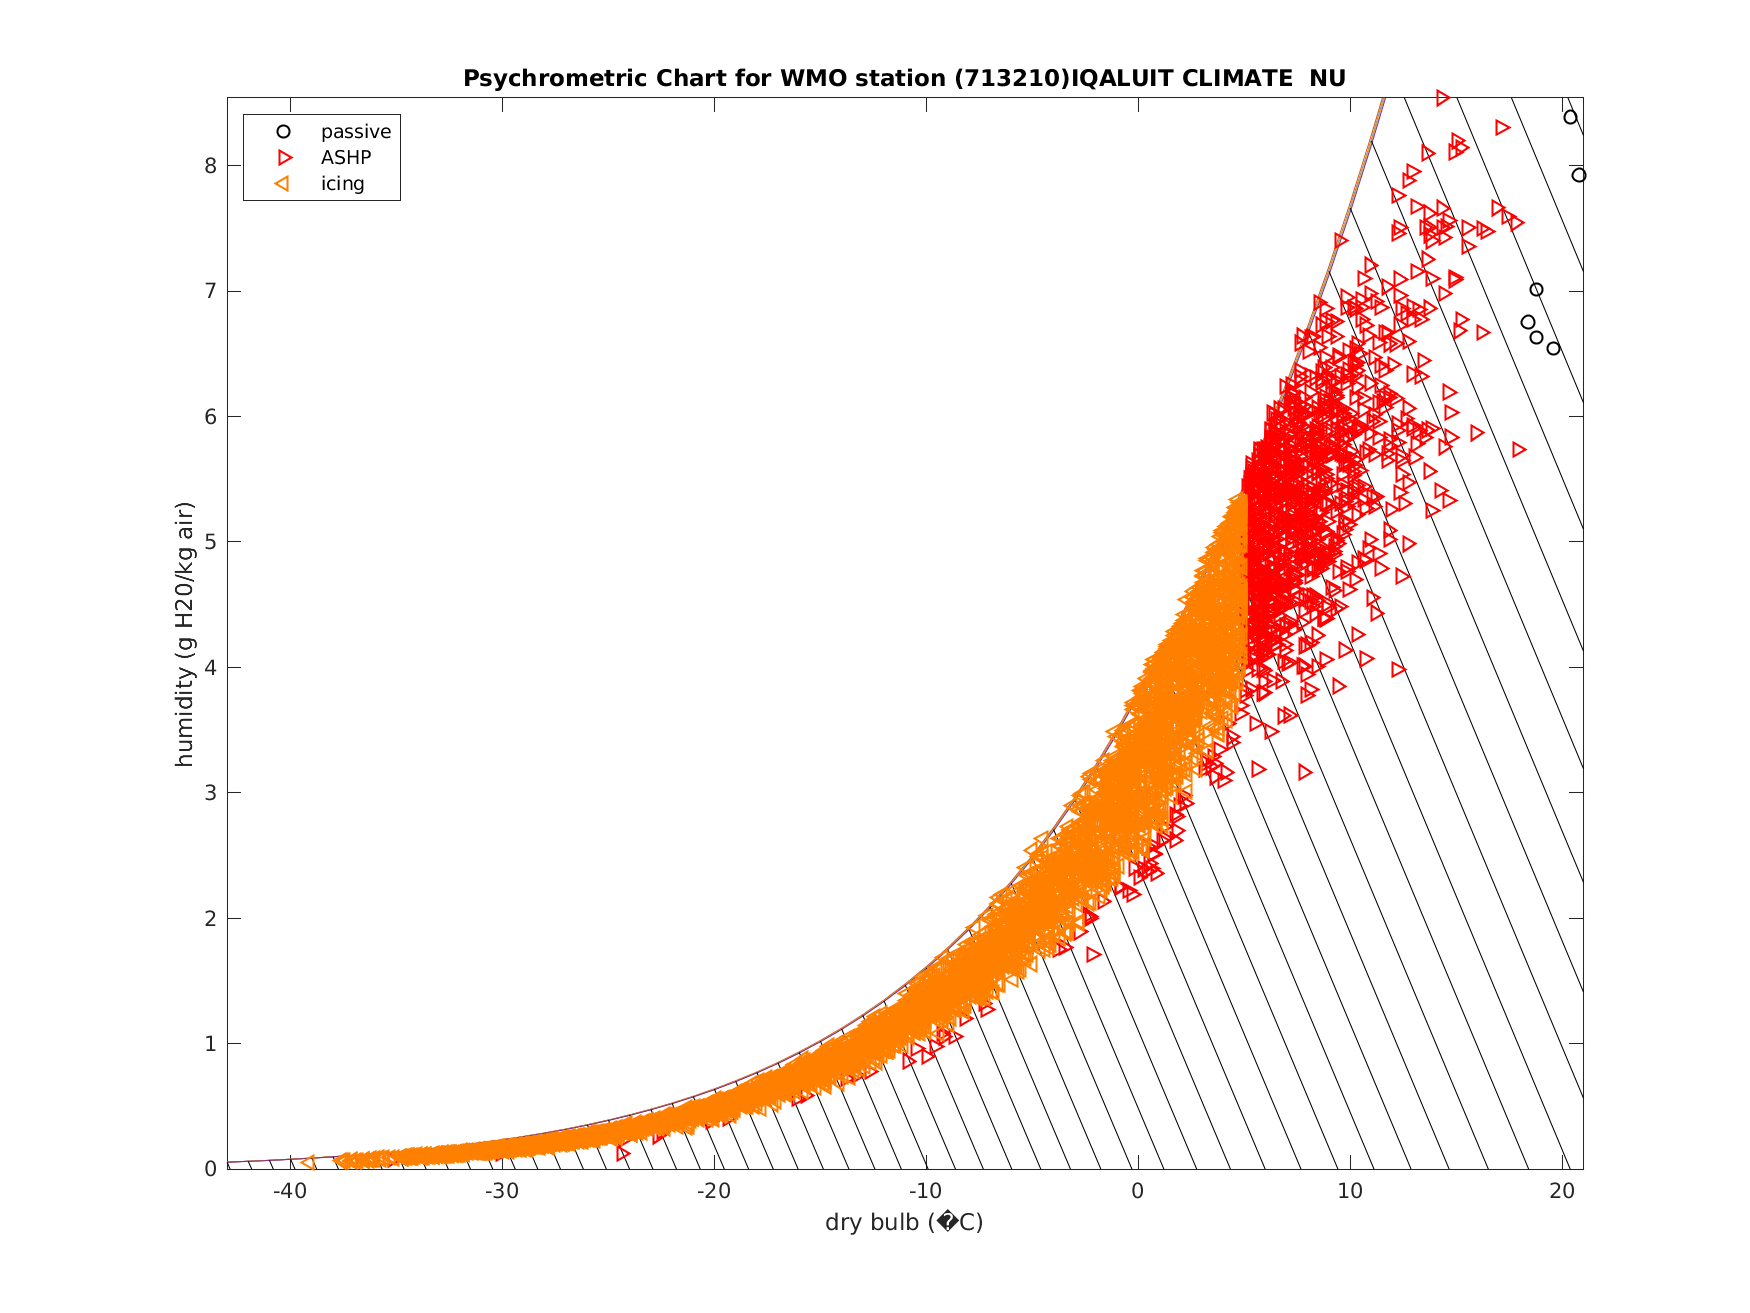 Psychrometric Chart for WMO station (713210)IQALUIT CLIMATE  NU
passive
ASHP
icing
humidity (g H20/kg air)
8
7
6
5
4
3
2
1
0
-40 -30 -20 -10 0 10 20
dry bulb (�C)